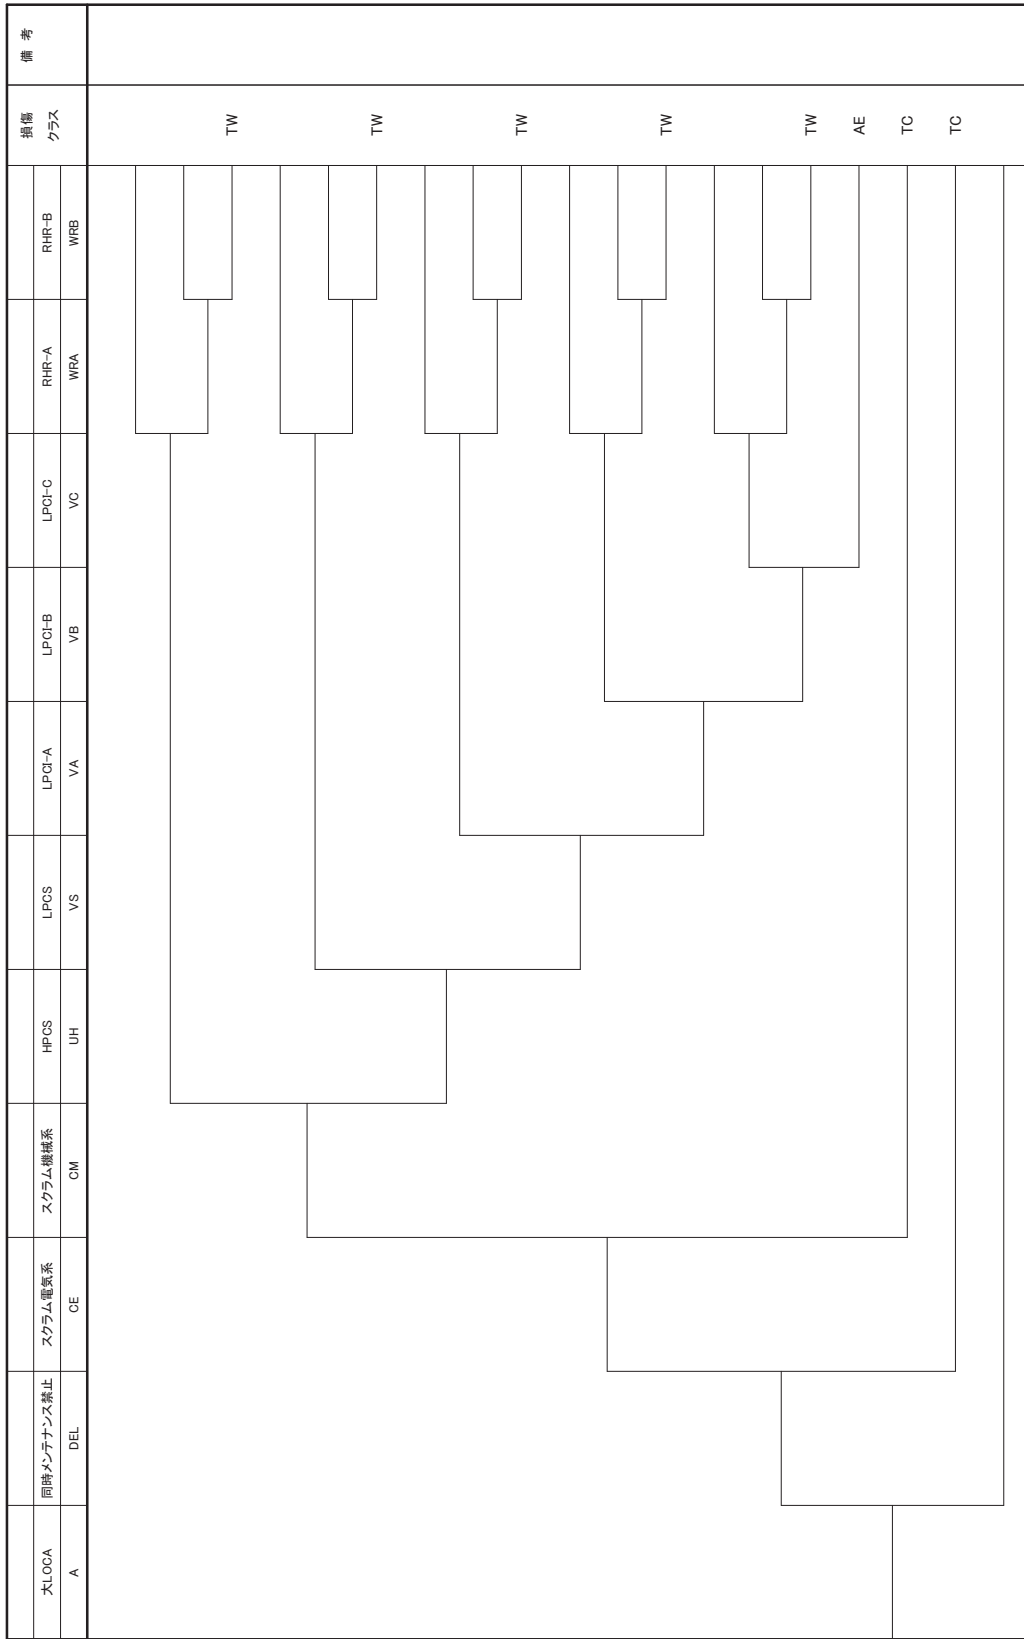 大LOCA
同時メンテナンス禁止
スクラム電気系
スクラム機械系
HPCS
LPCS
LPCI-A
LPCI-B
LPCI-C
RHR-A
RHR-B
損傷
クラス
備 考
A
DEL
CE
CM
UH
VS
VA
VB
VC
WRA
WRB
TW
TW
TW
TW
TW
AE
TC
TC